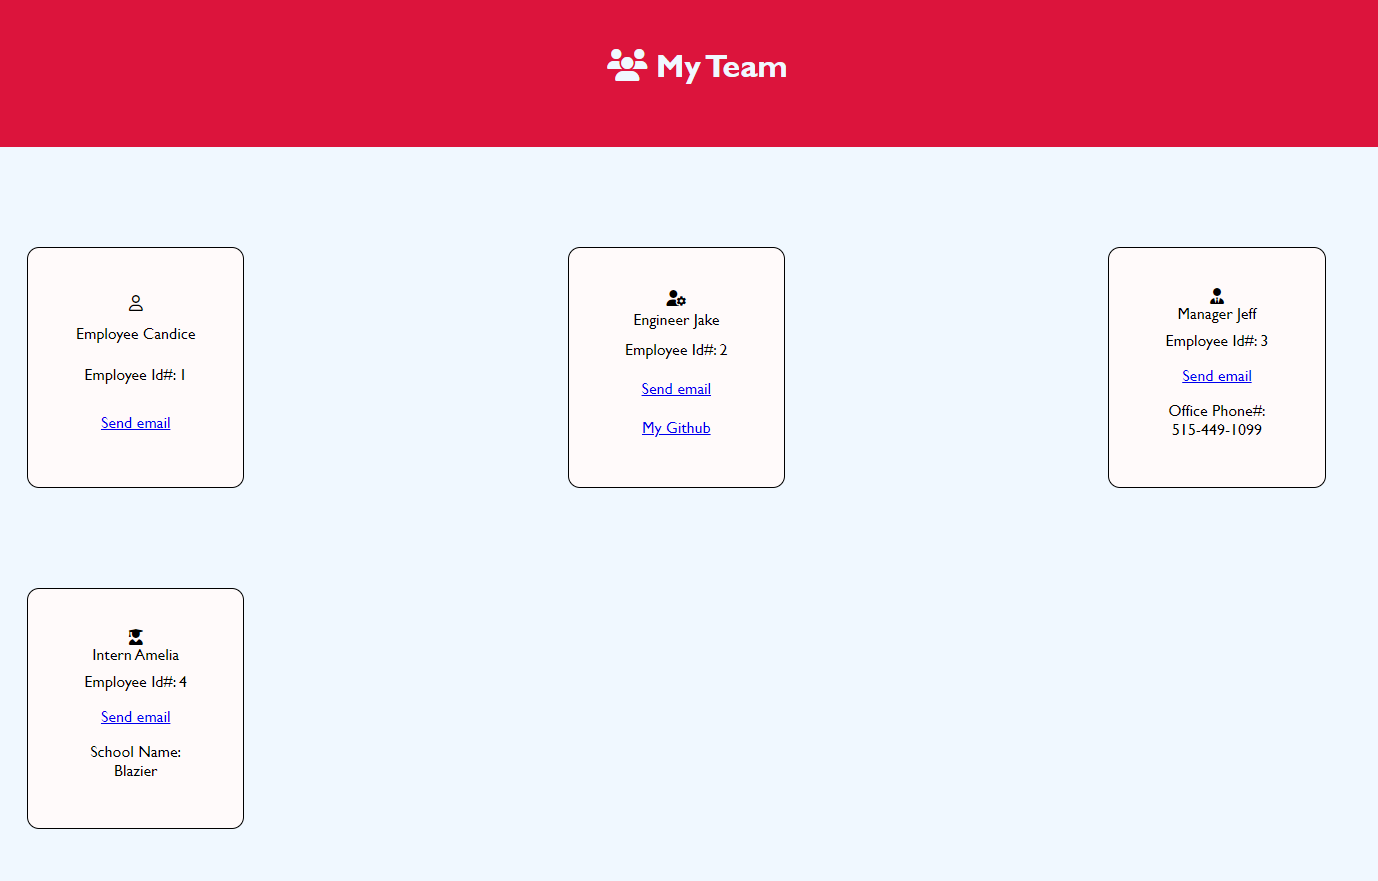 My Team
Employee Candice
Employee Id#: 1
Send email
Engineer Jake
Employee Id#: 2
Send email
My Github
Manager Jeff
Employee Id#: 3
Send email
Office Phone#:
515-449-1099
Intern Amelia
Employee Id#: 4
Send email
School Name:
Blazier